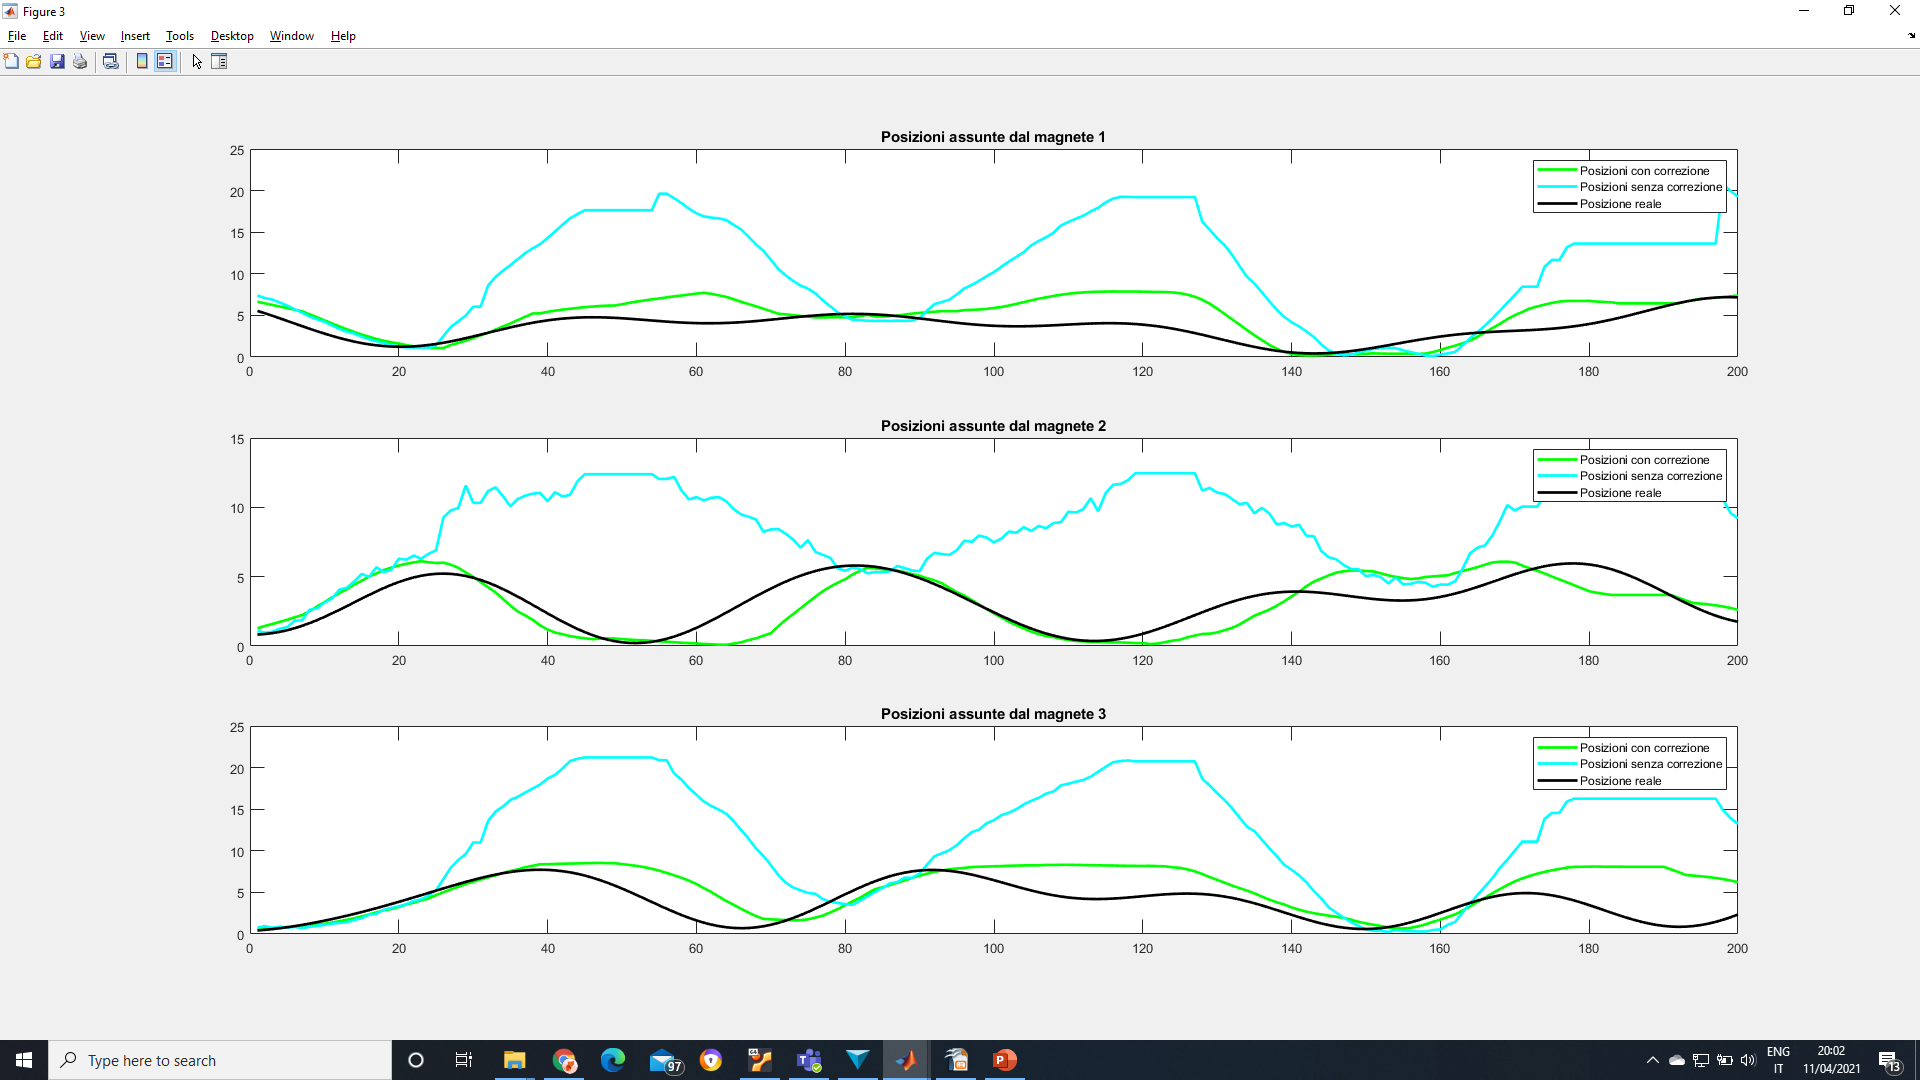 Figure 3
File Edit View Insert Tools Desktop Window Help
Posizioni assunte dal magnete 1
25
20
15
10
5
0
0 20 40 60 80 100 120 140 160 180 200
Posizioni con correzione
Posizioni senza correzione
Posizione reale
Posizioni assunte dal magnete 2
15
10
5
0
0 20 40 60 80 100 120 140 160 180 200
Posizioni con correzione
Posizioni senza correzione
Posizione reale
Posizioni assunte dal magnete 3
25
20
15
10
5
0
0 20 40 60 80 100 120 140 160 180 200
Posizioni con correzione
Posizioni senza correzione
Posizione reale
Type here to search
97
64
T
P
ENG
IT
20:02
11/04/2021
13